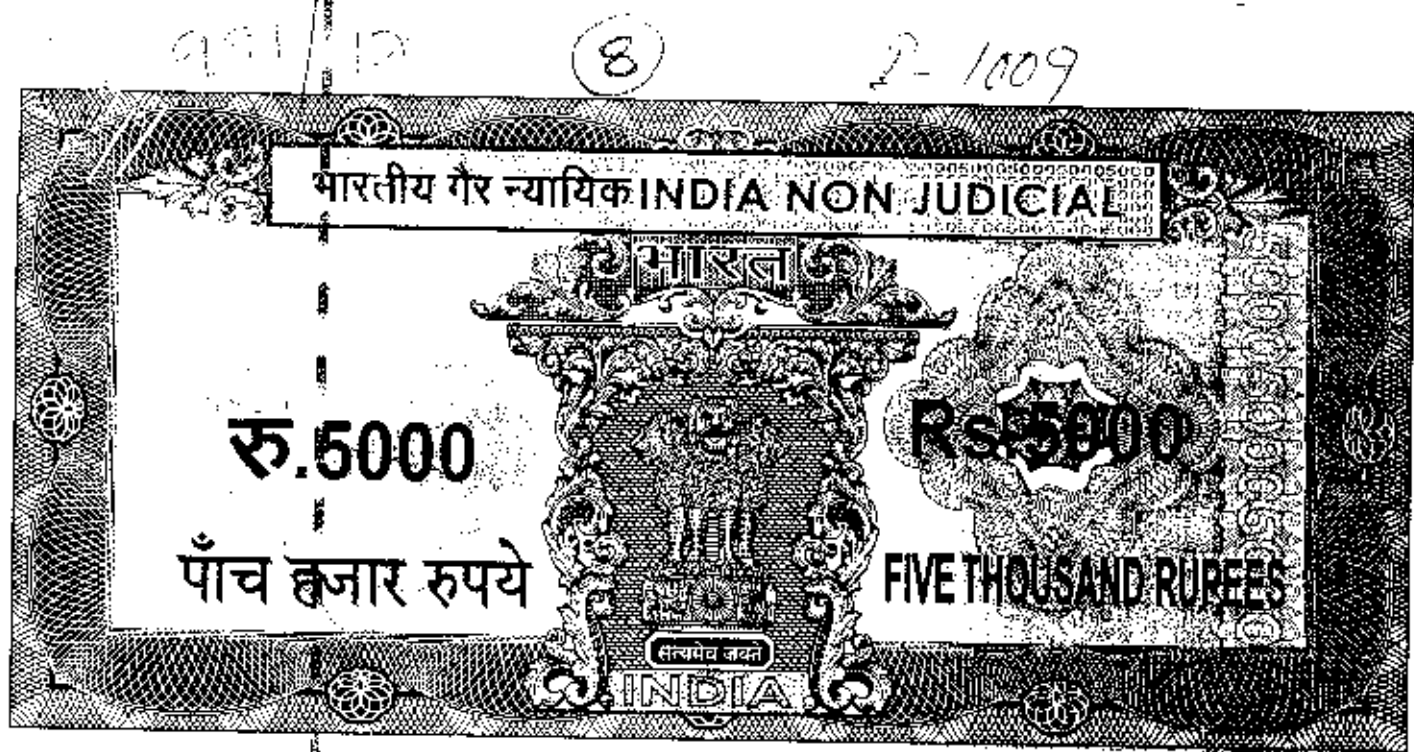 8
2- 1009
भारतीय गैर न्यायिक INDIA NON JUDICIAL
भारत
रु.5000
Rs.5000
पाँच हजार रुपये
FIVE THOUSAND RUPEES
सत्यमेव जयते
INDIA